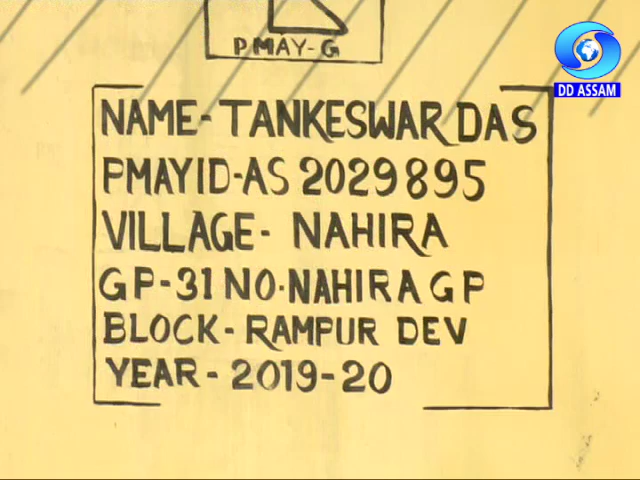 PMAY-G
DD ASSAM
NAME-TANKESWAR DAS
PMAYID-AS 2029895
VILLAGE- NAHIRA
GP-31 NO.NAHIRA GP
BLOCK- RAMPUR DEV
YEAR- 2019-20